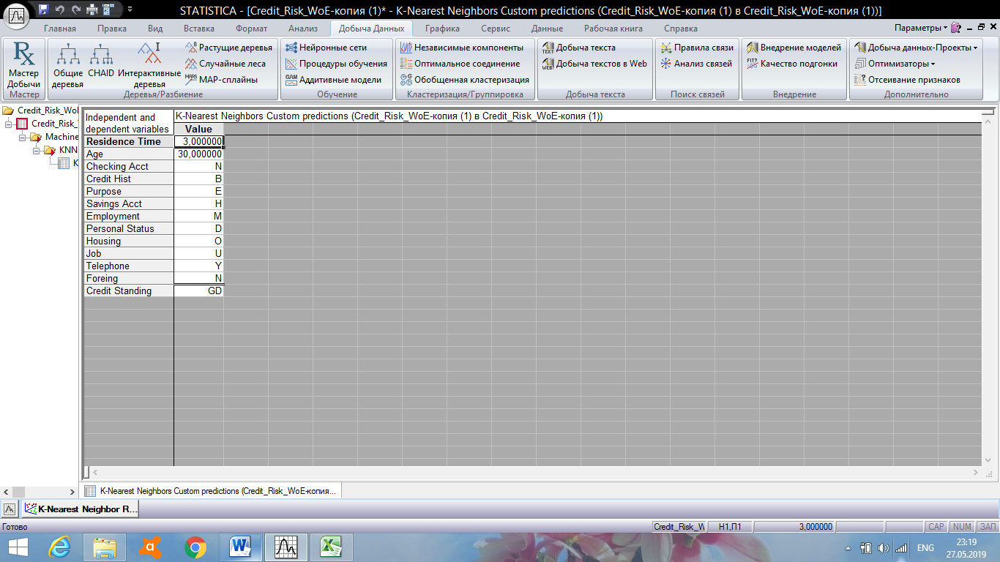 STATISTICA - [Credit_Risk_WoE-копия (1)* - K-Nearest Neighbors Custom predictions (Credit_Risk_WoE-копия (1) в Credit_Risk_WoE-копия (1))]
Главная Правка Вид Вставка Формат Анализ Добыча Данных Графика Сервис Данные Рабочая книга Справка Параметры
Мастер Добычи
Мастер
Общие деревья
CHAID
Интерактивные деревья
Растущие деревья
Случайные леса
MAP-сплайны
Деревья/Разбиение
Нейронные сети
Процедуры обучения
GAM Аддитивные модели
Обучение
Независимые компоненты
Оптимальное соединение
Обобщенная кластеризация
Кластеризация/Группировка
TEXT Добыча текста
WEB Добыча текстов в Web
Добыча текста
Правила связи
Анализ связей
Поиск связей
Внедрение моделей
FIT? Качество подгонки
Внедрение
Добыча данных-Проекты
Оптимизаторы
Отсеивание признаков
Дополнительно
Credit_Risk_Wo
Credit_Risk_
Machine
KNN
K
Independent and dependent variables
K-Nearest Neighbors Custom predictions (Credit_Risk_WoE-копия (1) в Credit_Risk_WoE-копия (1))
Value
Residence Time 3,000000
Age 30,000000
Checking Acct N
Credit Hist B
Purpose E
Savings Acct H
Employment M
Personal Status D
Housing O
Job U
Telephone Y
Foreing N
Credit Standing GD
K-Nearest Neighbors Custom predictions (Credit_Risk_WoE-копия...
K-Nearest Neighbor R...
Готово Credit_Risk_W Н1,П1 3,000000 CAP NUM ЗАП
ENG
23:19
27.05.2019